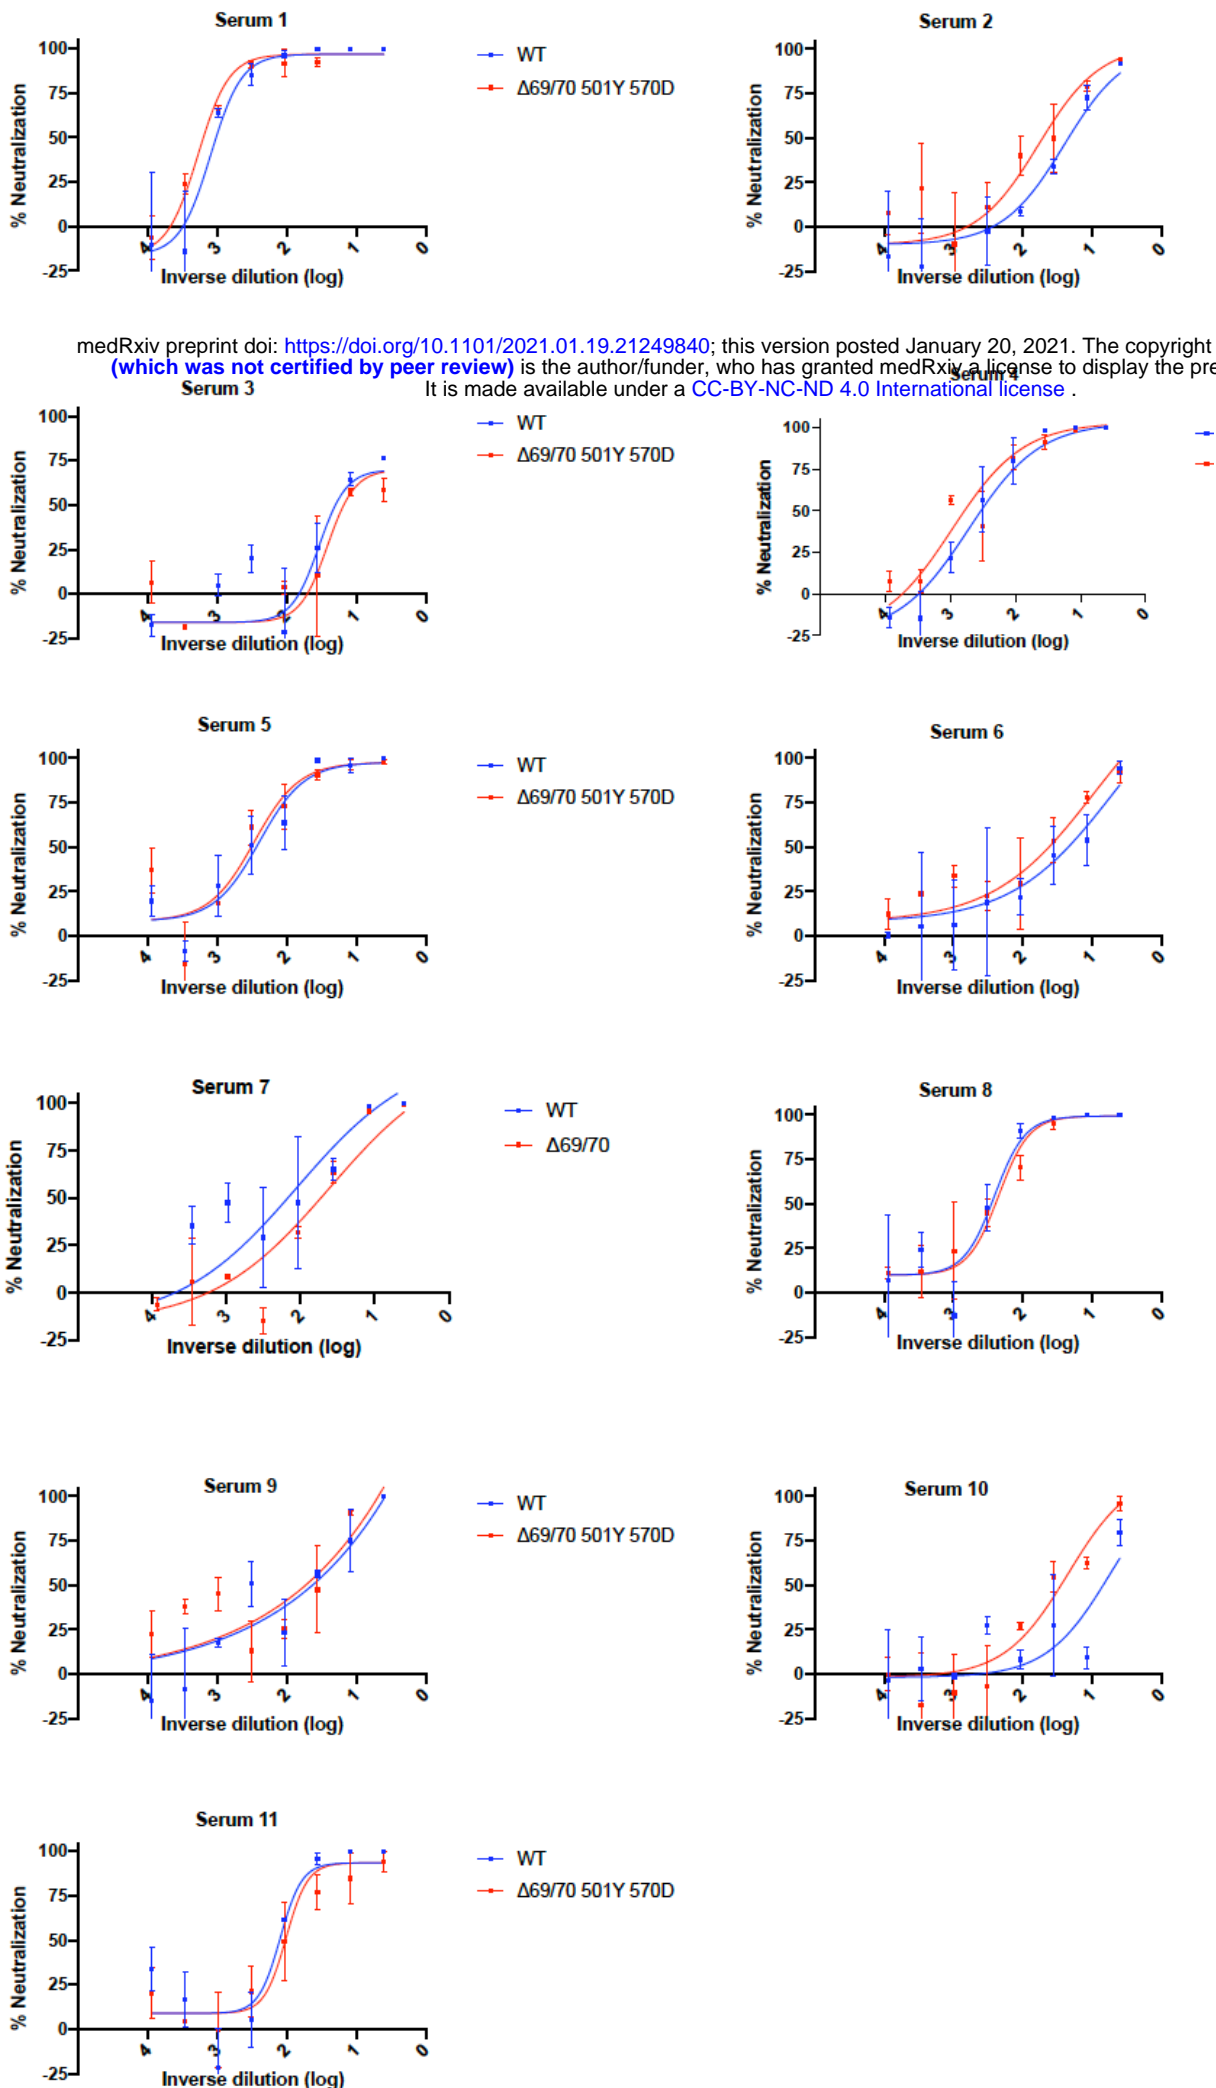 Serum 1
Serum 2
100
75
50
25
0
-25
% Neutralization
4 3 2 1 0
Inverse dilution (log)
WT
Δ69/70 501Y 570D
100
75
50
25
0
-25
% Neutralization
4 3 2 1 0
Inverse dilution (log)
medRxiv preprint doi: https://doi.org/10.1101/2021.01.19.21249840; this version posted January 20, 2021. The copyright
(which was not certified by peer review) is the author/funder, who has granted medRxiv a license to display the pre
It is made available under a CC-BY-NC-ND 4.0 International license .
Serum 3
Serum 4
100
75
50
25
0
-25
% Neutralization
4 3 2 1 0
Inverse dilution (log)
WT
Δ69/70 501Y 570D
100
75
50
25
0
-25
% Neutralization
4 3 2 1 0
Inverse dilution (log)
Serum 5
Serum 6
100
75
50
25
0
-25
% Neutralization
4 3 2 1 0
Inverse dilution (log)
WT
Δ69/70 501Y 570D
100
75
50
25
0
-25
% Neutralization
4 3 2 1 0
Inverse dilution (log)
Serum 7
Serum 8
100
75
50
25
0
-25
% Neutralization
4 3 2 1 0
Inverse dilution (log)
WT
Δ69/70
100
75
50
25
0
-25
% Neutralization
4 3 2 1 0
Inverse dilution (log)
Serum 9
Serum 10
100
75
50
25
0
-25
% Neutralization
4 3 2 1 0
Inverse dilution (log)
WT
Δ69/70 501Y 570D
100
75
50
25
0
-25
% Neutralization
4 3 2 1 0
Inverse dilution (log)
Serum 11
100
75
50
25
0
-25
% Neutralization
4 3 2 1 0
Inverse dilution (log)
WT
Δ69/70 501Y 570D